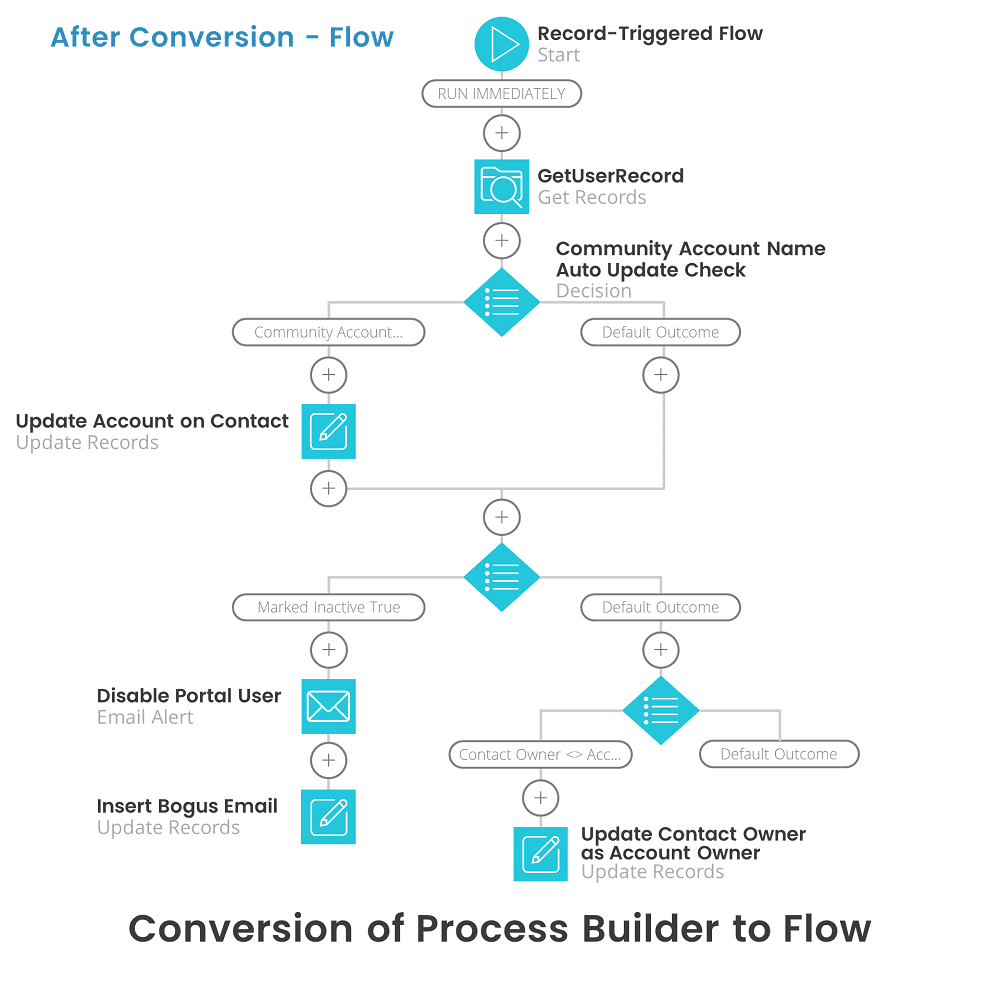 After Conversion - Flow
Record-Triggered Flow
Start
RUN IMMEDIATELY
GetUserRecord
Get Records
Community Account Name
Auto Update Check
Decision
Community Account...
Default Outcome
Update Account on Contact
Update Records
Marked Inactive True
Default Outcome
Disable Portal User
Email Alert
Contact Owner <> Acc...
Default Outcome
Insert Bogus Email
Update Records
Update Contact Owner
as Account Owner
Update Records
Conversion of Process Builder to Flow